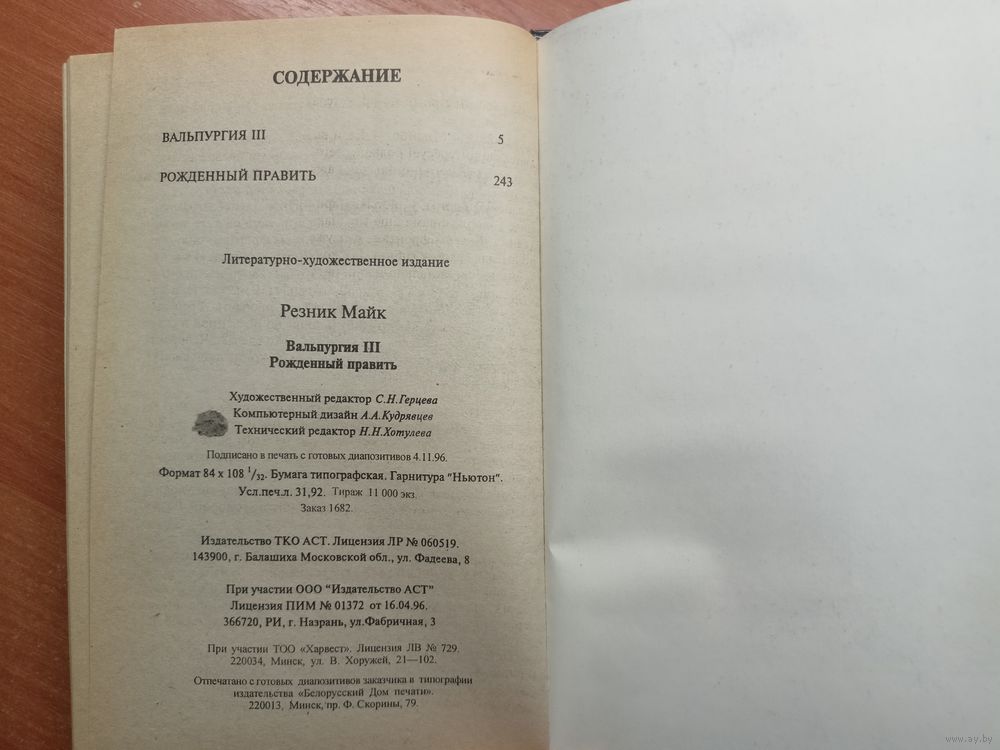 СОДЕРЖАНИЕ
ВАЛЬПУРГИЯ III 5
РОЖДЕННЫЙ ПРАВИТЬ 243
Литературно-художественное издание
Резник Майк
Вальпургия III
Рожденный править
Художественный редактор С.Н.Герцева
Компьютерный дизайн А.А.Кудрявцев
Технический редактор Н.Н.Хотулева
Подписано в печать с готовых диапозитивов 4.11.96.
Формат 84 х 108 1/32. Бумага типографская. Гарнитура "Ньютон".
Усл.печ.л. 31,92. Тираж 11 000 экз.
Заказ 1682.
Издательство ТКО АСТ. Лицензия ЛР № 060519.
143900, г. Балашиха Московской обл., ул. Фадеева, 8
При участии ООО "Издательство АСТ"
Лицензия ПИМ № 01372 от 16.04.96.
366720, РИ, г. Назрань, ул.Фабричная, 3
При участии ТОО «Харвест». Лицензия ЛВ № 729.
220034, Минск, ул. В. Хоружей, 21—102.
Отпечатано с готовых диапозитивов заказчика в типографии
издательства «Белорусский Дом печати».
220013, Минск, пр. Ф. Скорины, 79.
www.ay.by